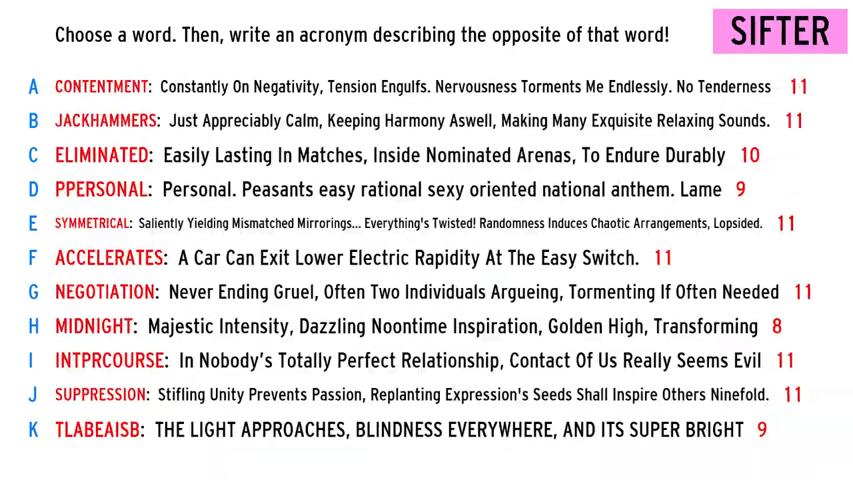 Choose a word. Then, write an acronym describing the opposite of that word! SIFTER
A CONTENTMENT: Constantly On Negativity, Tension Engulfs. Nervousness Torments Me Endlessly. No Tenderness 11
B JACKHAMMERS: Just Appreciably Calm, Keeping Harmony Aswell, Making Many Exquisite Relaxing Sounds. 11
C ELIMINATED: Easily Lasting In Matches, Inside Nominated Arenas, To Endure Durably 10
D PPERSONAL: Personal. Peasants easy rational sexy oriented national anthem. Lame 9
E SYMMETRICAL: Saliently Yielding Mismatched Mirrorings... Everything's Twisted! Randomness Induces Chaotic Arrangements, Lopsided. 11
F ACCELERATES: A Car Can Exit Lower Electric Rapidity At The Easy Switch. 11
G NEGOTIATION: Never Ending Gruel, Often Two Individuals Argueing, Tormenting If Often Needed 11
H MIDNIGHT: Majestic Intensity, Dazzling Noontime Inspiration, Golden High, Transforming 8
I INTPRCOURSE: In Nobody's Totally Perfect Relationship, Contact Of Us Really Seems Evil 11
J SUPPRESSION: Stifling Unity Prevents Passion, Replanting Expression's Seeds Shall Inspire Others Ninefold. 11
K TLABEAISB: THE LIGHT APPROACHES, BLINDNESS EVERYWHERE, AND ITS SUPER BRIGHT 9